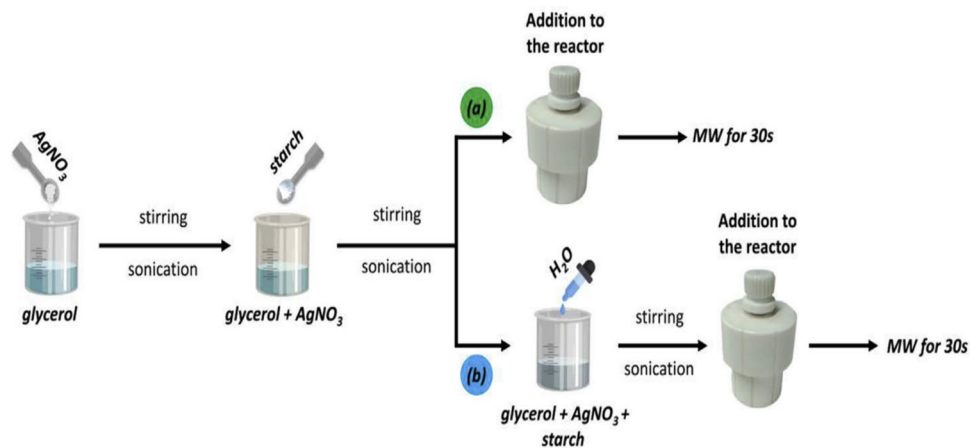 AgNO3
glycerol
stirring
sonication
starch
glycerol + AgNO3
stirring
sonication
(a)
Addition to
the reactor
MW for 30s
(b)
H2O
glycerol + AgNO3 +
starch
stirring
sonication
Addition to
the reactor
MW for 30s